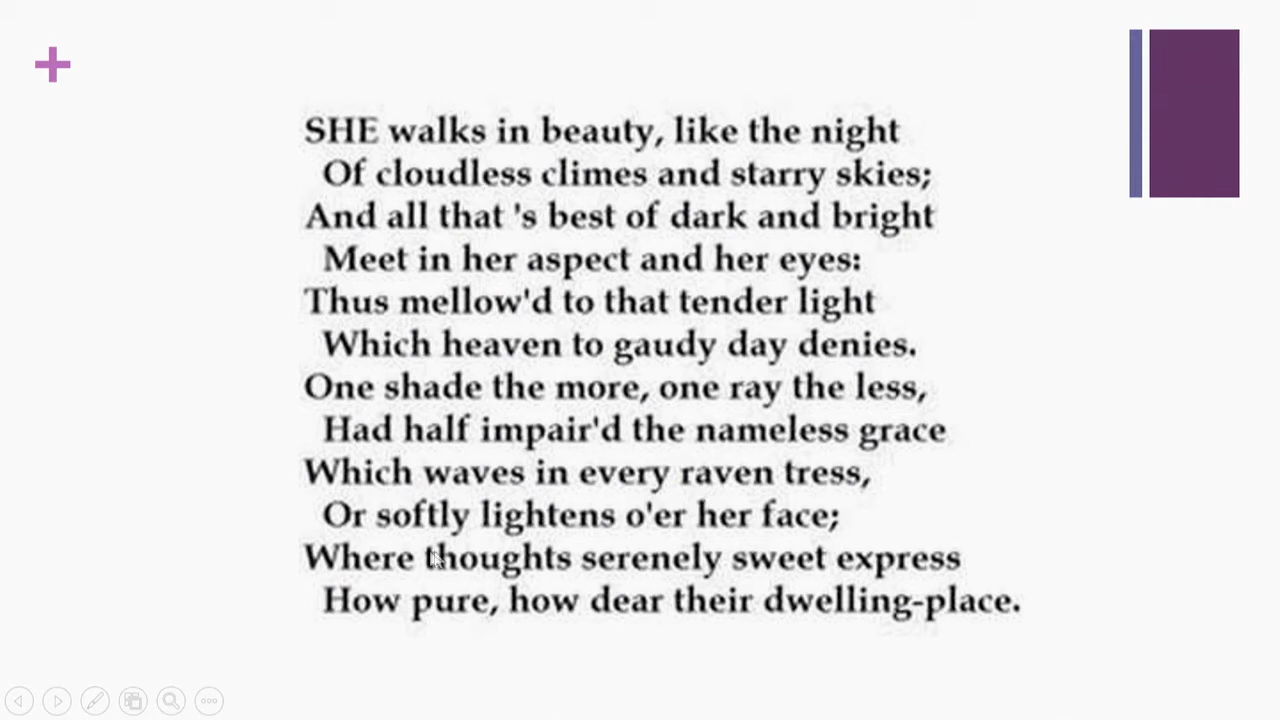 SHE walks in beauty, like the night
Of cloudless climes and starry skies;
And all that 's best of dark and bright
Meet in her aspect and her eyes:
Thus mellow'd to that tender light
Which heaven to gaudy day denies.
One shade the more, one ray the less,
Had half impair'd the nameless grace
Which waves in every raven tress,
Or softly lightens o'er her face;
Where thoughts serenely sweet express
How pure, how dear their dwelling-place.